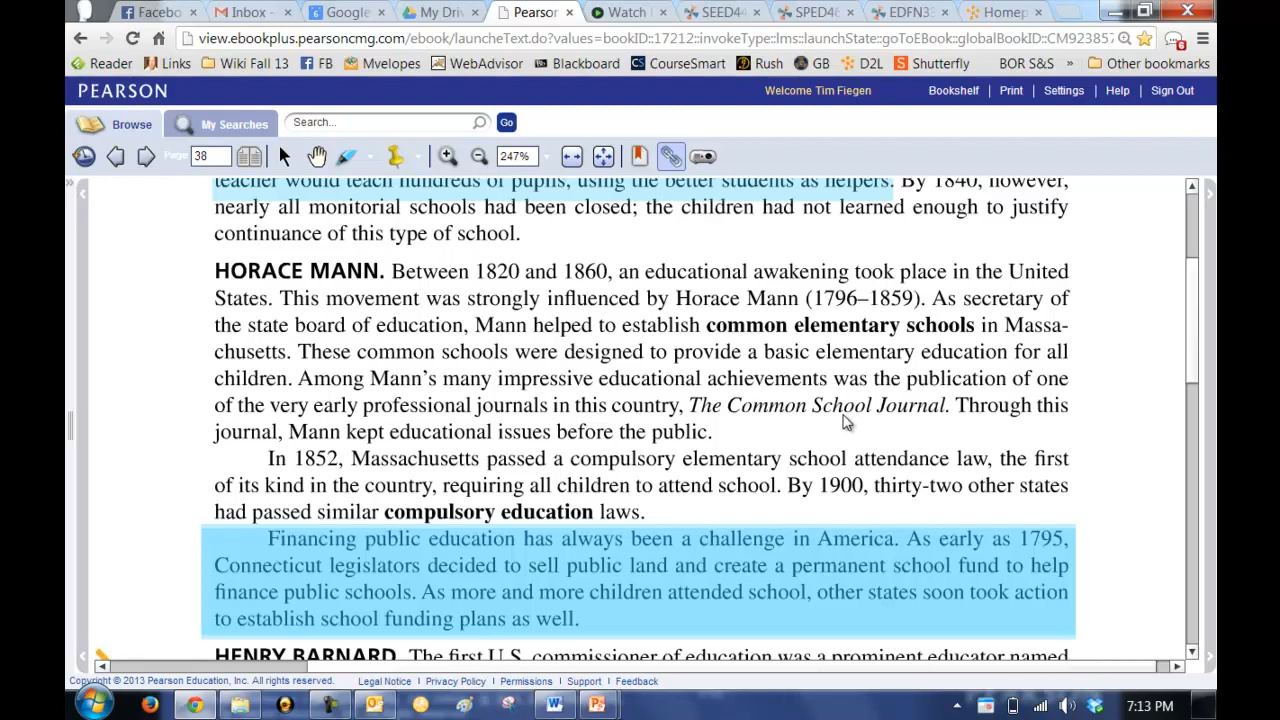 Facebo
Inbox -
Google
My Driv
Pearson
Watch
SEED44
SPED46
EDFN33
Homep
view.ebookplus.pearsoncmg.com/ebook/launcheText.do?values=bookID::17212::invokeType::lms::launchState::goToEBook::globalBookID::CM923857
6
Reader Links Wiki Fall 13 FB Mvelopes WebAdvisor Blackboard CourseSmart Rush GB D2L Shutterfly BOR S&S » Other bookmarks
PEARSON Welcome Tim Fiegen Bookshelf Print Settings Help Sign Out
Browse My Searches Search... Go
Page 38 247%
teacher would teach hundreds of pupils, using the better students as helpers. By 1840, however,
nearly all monitorial schools had been closed; the children had not learned enough to justify
continuance of this type of school.
HORACE MANN. Between 1820 and 1860, an educational awakening took place in the United
States. This movement was strongly influenced by Horace Mann (1796–1859). As secretary of
the state board of education, Mann helped to establish common elementary schools in Massa-
chusetts. These common schools were designed to provide a basic elementary education for all
children. Among Mann's many impressive educational achievements was the publication of one
of the very early professional journals in this country, The Common School Journal. Through this
journal, Mann kept educational issues before the public.
In 1852, Massachusetts passed a compulsory elementary school attendance law, the first
of its kind in the country, requiring all children to attend school. By 1900, thirty-two other states
had passed similar compulsory education laws.
Financing public education has always been a challenge in America. As early as 1795,
Connecticut legislators decided to sell public land and create a permanent school fund to help
finance public schools. As more and more children attended school, other states soon took action
to establish school funding plans as well.
HENRY BARNARD. The first U.S. commissioner of education was a prominent educator named
Copyright © 2013 Pearson Education, Inc. All rights reserved. Legal Notice | Privacy Policy | Permissions | Support | Feedback
7:13 PM